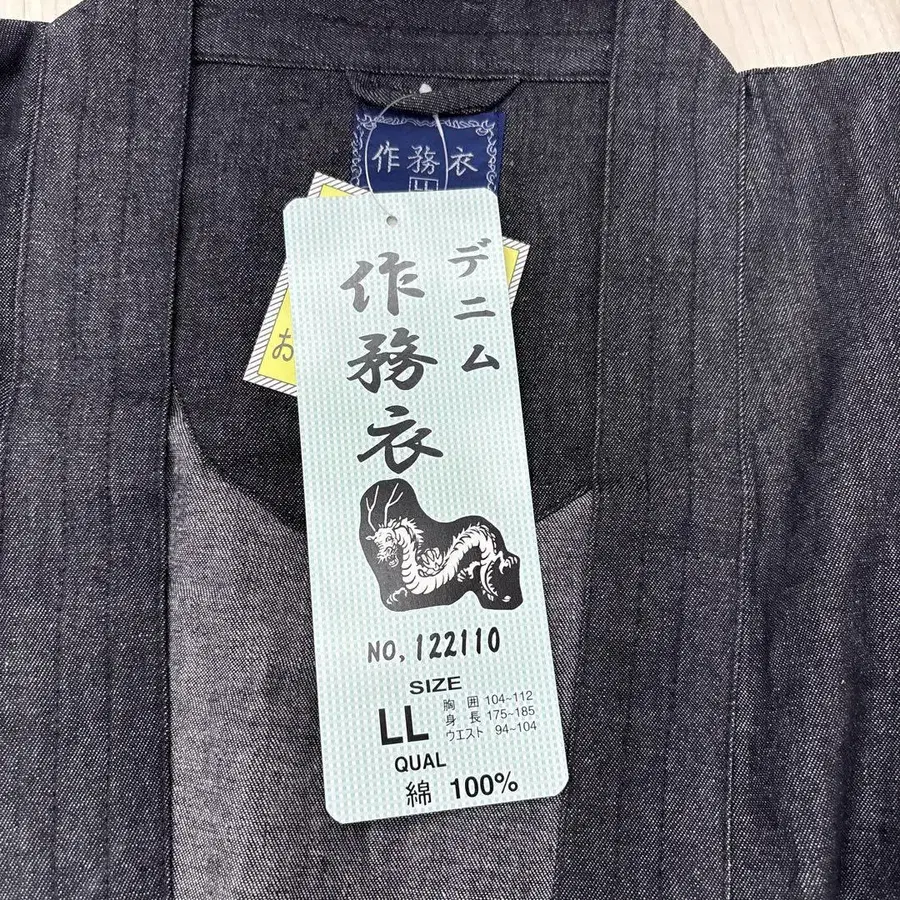 作務衣
LL
お
デニム
作務衣
NO, 122110
SIZE
LL
胸囲 104~112
身長 175~185
ウエスト 94~104
QUAL
綿 100%